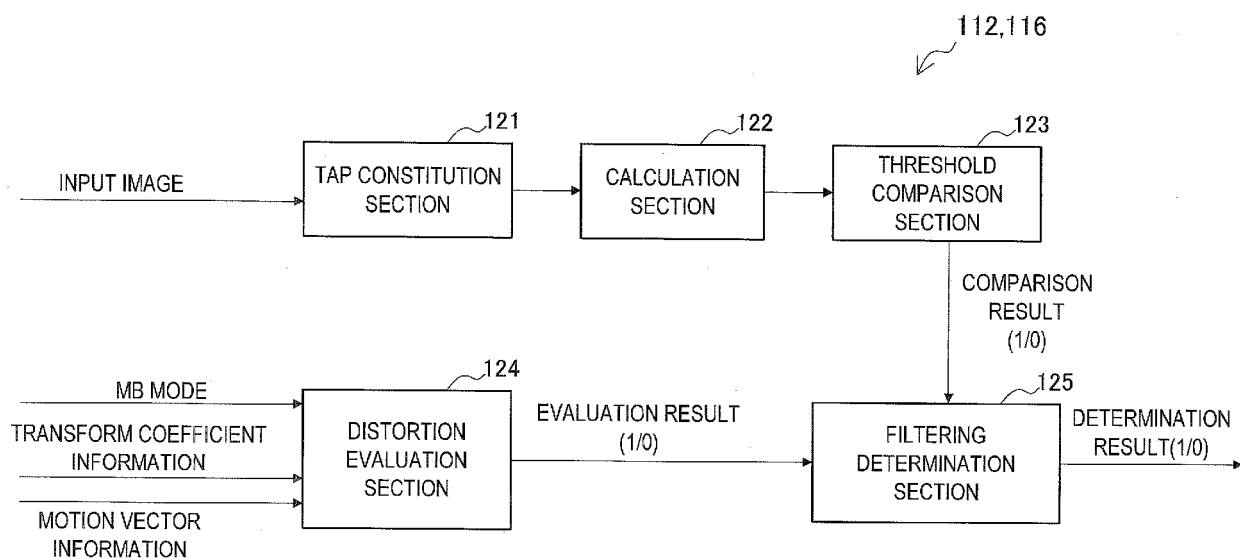 112,116
121
122
123
INPUT IMAGE
TAP CONSTITUTION
SECTION
CALCULATION
SECTION
THRESHOLD
COMPARISON
SECTION
COMPARISON
RESULT
(1/0)
124
125
MB MODE
TRANSFORM COEFFICIENT
INFORMATION
MOTION VECTOR
INFORMATION
DISTORTION
EVALUATION
SECTION
EVALUATION RESULT
(1/0)
FILTERING
DETERMINATION
SECTION
DETERMINATION
RESULT(1/0)